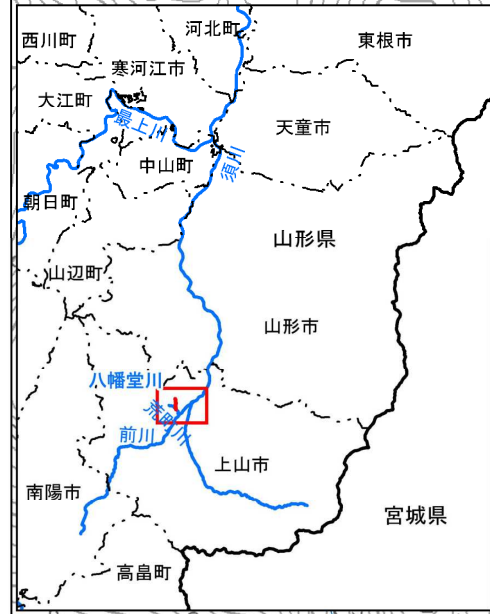 河北町
西川町
東根市
寒河江市
大江町
最上川
天童市
中山町
須川
朝日町
山形県
山辺町
山形市
八幡堂川
荒町川
前川
上山市
南陽市
宮城県
高畠町